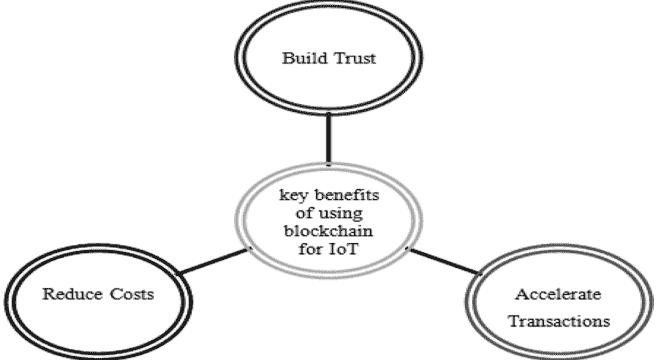 Build Trust
key benefits
of using
blockchain
for IoT
Reduce Costs
Accelerate
Transactions